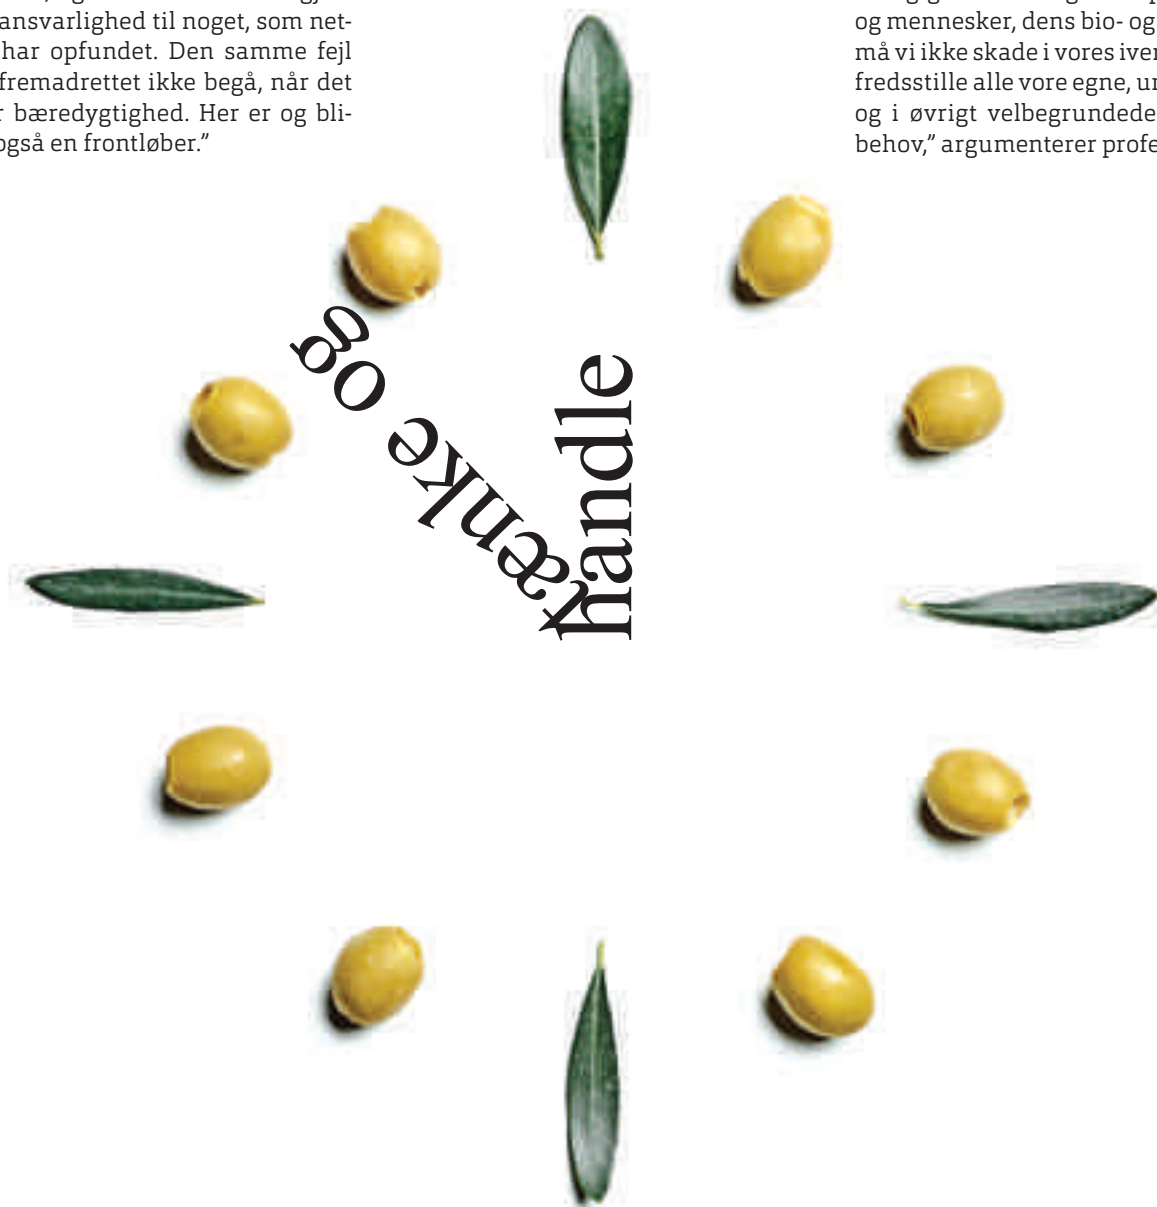 ansvarlighed til noget, som net-
har opfundet. Den samme fejl
fremadrettet ikke begå, når det
bæredygtighed. Her er og bli-
også en frontløber.”
og mennesker, dens bio- og
må vi ikke skade i vores iver
fredsstille alle vore egne,
og i øvrigt velbegrundede
behov,” argumenterer
tænke og
handle